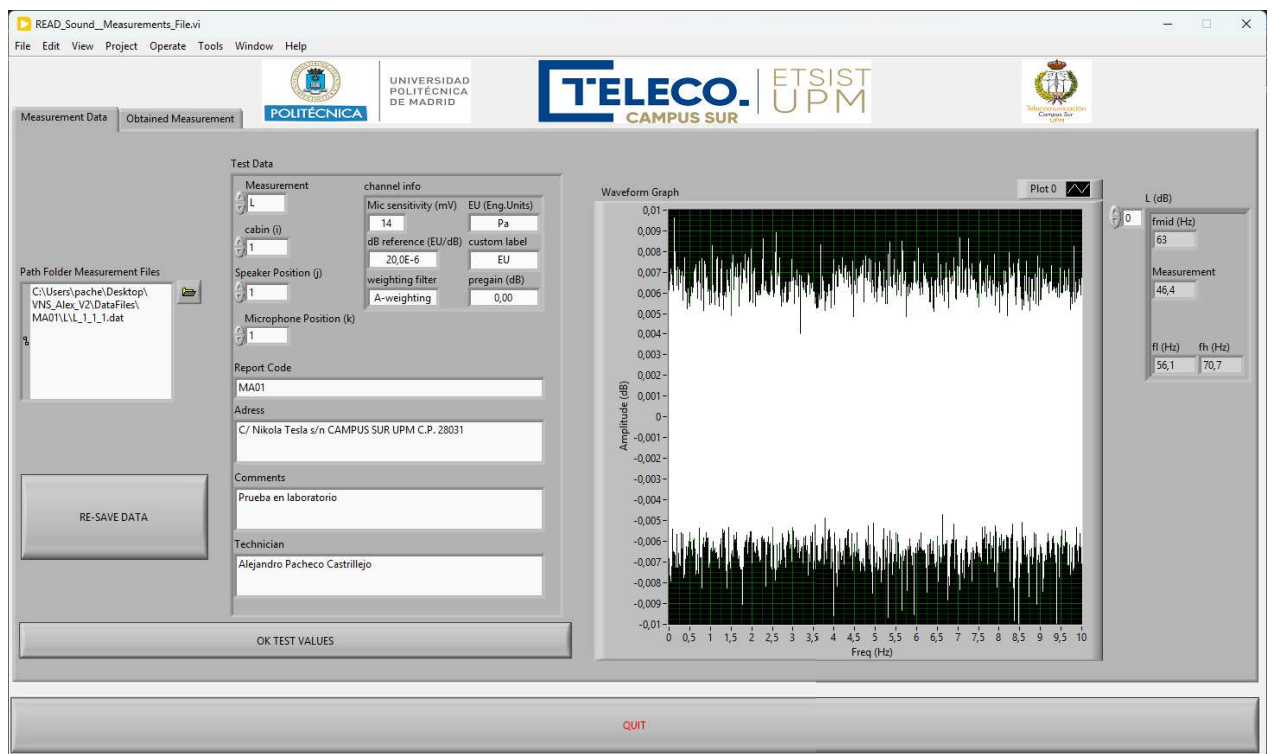 READ_Sound__Measurements_File.vi
File Edit View Project Operate Tools Window Help
POLITÉCNICA
UNIVERSIDAD
POLITÉCNICA
DE MADRID
TELECO.
CAMPUS SUR
ETSIST
UPM
Telecomunicación
Campus Sur
UPM
Measurement Data
Obtained Measurement
Path Folder Measurement Files
C:\Users\pache\Desktop\
VNS_Alex_V2\DataFiles\
MA01\L\L_1_1_1.dat
RE-SAVE DATA
Test Data
Measurement
L
cabin (i)
1
Speaker Position (j)
1
Microphone Position (k)
1
channel info
Mic sensitivity (mV) EU (Eng.Units)
14 Pa
dB reference (EU/dB) custom label
20,0E-6 EU
weighting filter pregain (dB)
A-weighting 0,00
Report Code
MA01
Adress
C/ Nikola Tesla s/n CAMPUS SUR UPM C.P. 28031
Comments
Prueba en laboratorio
Technician
Alejandro Pacheco Castrillejo
OK TEST VALUES
Waveform Graph
Plot 0
Amplitude (dB)
0,01
0,009
0,008
0,007
0,006
0,005
0,004
0,003
0,002
0,001
0
-0,001
-0,002
-0,003
-0,004
-0,005
-0,006
-0,007
-0,008
-0,009
-0,01
0 0,5 1 1,5 2 2,5 3 3,5 4 4,5 5 5,5 6 6,5 7 7,5 8 8,5 9 9,5 10
Freq (Hz)
L (dB)
0
fmid (Hz)
63
Measurement
46,4
fl (Hz) fh (Hz)
56,1 70,7
QUIT